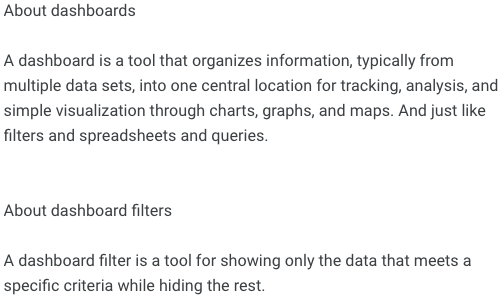 About dashboards
A dashboard is a tool that organizes information, typically from
multiple data sets, into one central location for tracking, analysis, and
simple visualization through charts, graphs, and maps. And just like
filters and spreadsheets and queries.
About dashboard filters
A dashboard filter is a tool for showing only the data that meets a
specific criteria while hiding the rest.